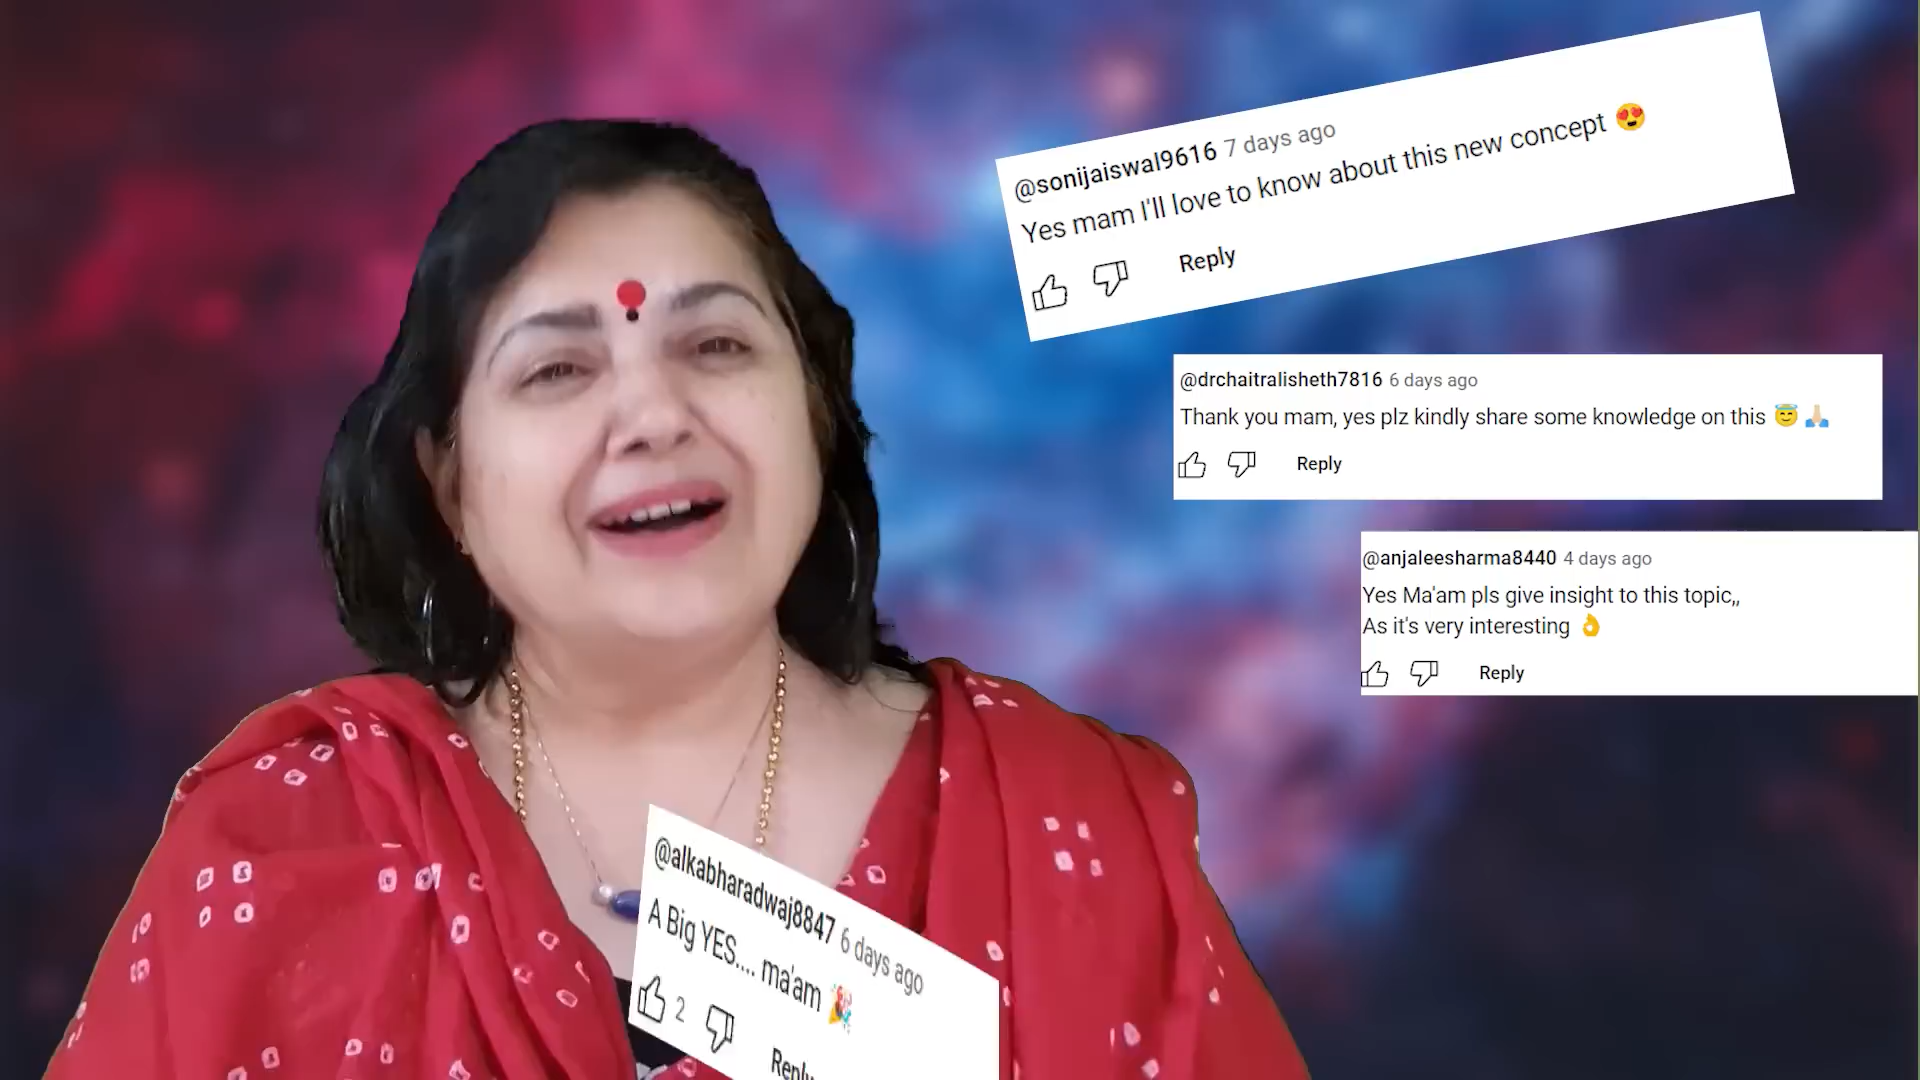 @sonijaiswal9616 7 days ago
Yes mam I'll love to know about this new concept 😍
Reply
@drchaitralisheth7816 6 days ago
Thank you mam, yes plz kindly share some knowledge on this 😇🙏🏻
Reply
@anjaleesharma8440 4 days ago
Yes Ma'am pls give insight to this topic,,
As it's very interesting 👌
Reply
@alkabharadwaj8847 6 days ago
A Big YES.... ma'am 🎉
2
Reply